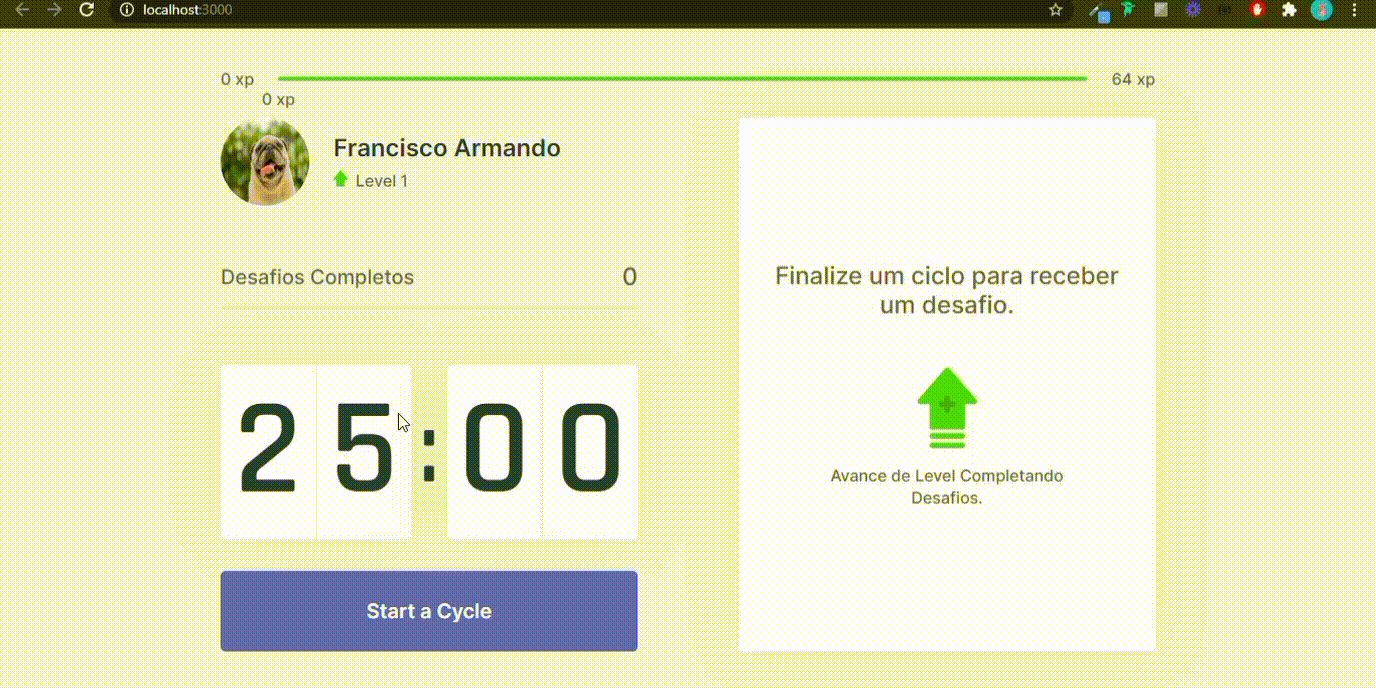 localhost:3000
0 xp
64 xp
0 xp
Francisco Armando
Level 1
Desafios Completos
0
25:00
Start a Cycle
Finalize um ciclo para receber
um desafio.
Avance de Level Completando
Desafios.